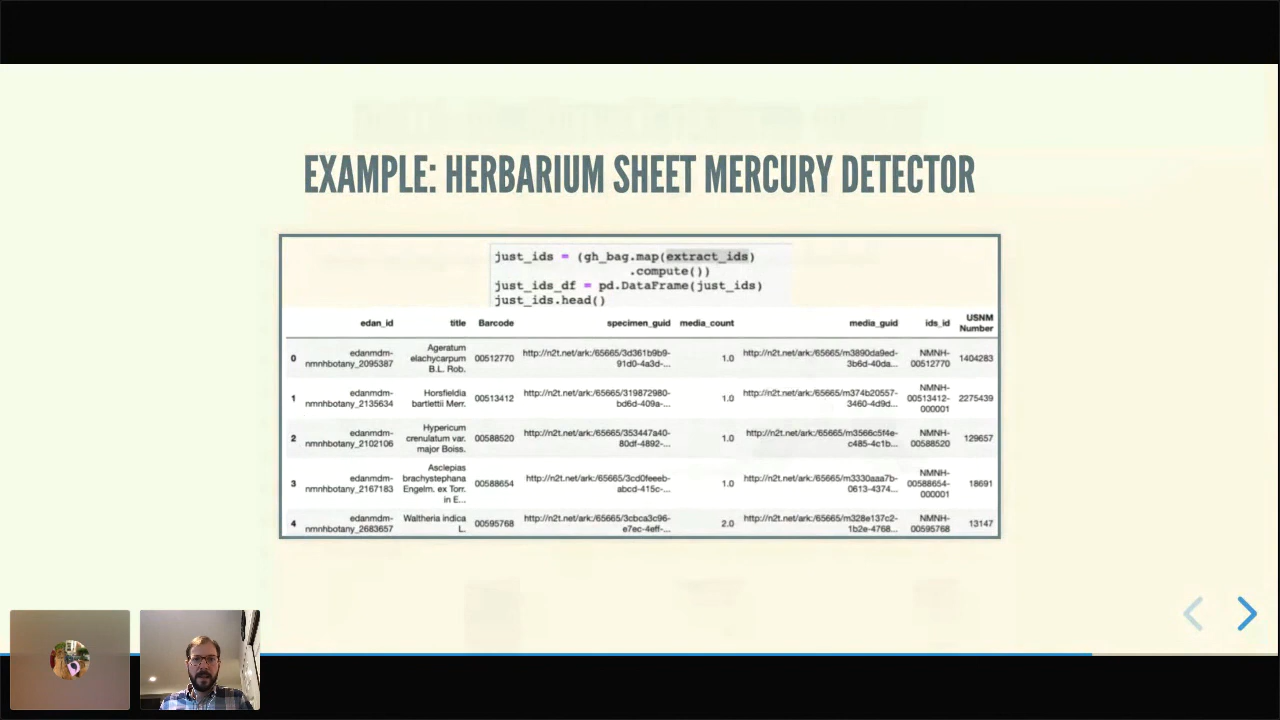 EXAMPLE: HERBARIUM SHEET MERCURY DETECTOR
just_ids = (gh_bag.map(extract_ids)
.compute())
just_ids_df = pd.DataFrame(just_ids)
just_ids.head()
edan_id title Barcode specimen_guid media_count media_guid ids_id USNM Number
0 edanmdm-nmnhbotany_2095387 Ageratum elachycarpum B.L. Rob. 00512770 http://n2t.net/ark:/65665/3d361b9b9-91d0-4a3d-... 1.0 http://n2t.net/ark:/65665/m3890da9ed-3b6d-40da... NMNH-00512770 1404283
1 edanmdm-nmnhbotany_2135634 Horsfieldia bartlettii Merr. 00513412 http://n2t.net/ark:/65665/319872980-bd6d-409a-... 1.0 http://n2t.net/ark:/65665/m374b20557-3460-4d9d... NMNH-00513412-000001 2275439
2 edanmdm-nmnhbotany_2102106 Hypericum crenulatum var. major Boiss. 00588520 http://n2t.net/ark:/65665/353447a40-80df-4892-... 1.0 http://n2t.net/ark:/65665/m3566c5f4e-c485-4c1b... NMNH-00588520 129657
3 edanmdm-nmnhbotany_2167183 Asclepias brachystephana Engelm. ex Torr. in E... 00588654 http://n2t.net/ark:/65665/3cd0feeeb-abcd-415c-... 1.0 http://n2t.net/ark:/65665/m3330aaa7b-0613-4374... NMNH-00588654-000001 18691
4 edanmdm-nmnhbotany_2683657 Waltheria indica L. 00595768 http://n2t.net/ark:/65665/3cbca3c96-e7ec-4eff-... 2.0 http://n2t.net/ark:/65665/m328e137c2-1b2e-4768... NMNH-00595768 13147